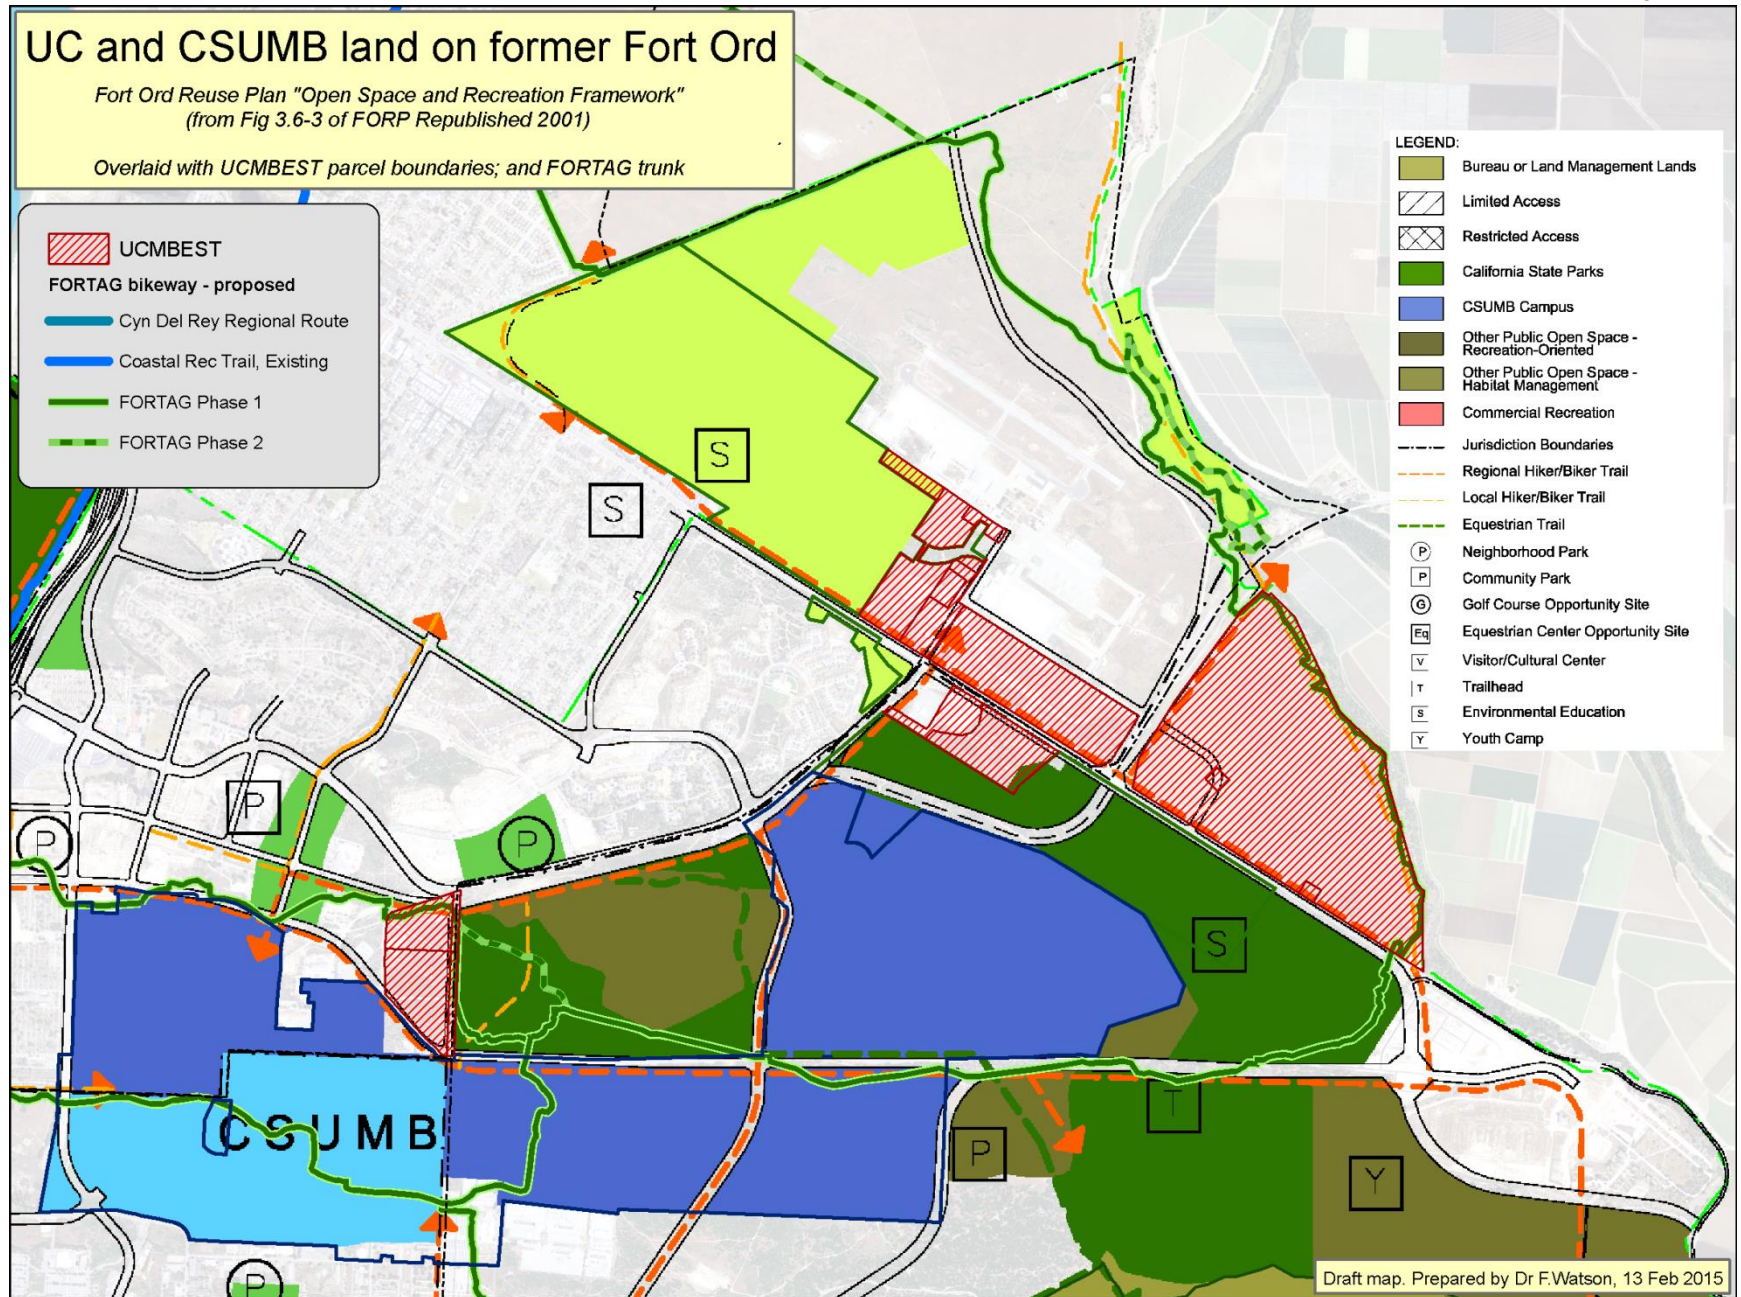 UC and CSUMB land on former Fort Ord
Fort Ord Reuse Plan "Open Space and Recreation Framework"
(from Fig 3.6-3 of FORP Republished 2001)
Overlaid with UCMBEST parcel boundaries; and FORTAG trunk
UCMBEST
FORTAG bikeway - proposed
Cyn Del Rey Regional Route
Coastal Rec Trail, Existing
FORTAG Phase 1
FORTAG Phase 2
LEGEND:
Bureau or Land Management Lands
Limited Access
Restricted Access
California State Parks
CSUMB Campus
Other Public Open Space -
Recreation-Oriented
Other Public Open Space -
Habitat Management
Commercial Recreation
Jurisdiction Boundaries
Regional Hiker/Biker Trail
Local Hiker/Biker Trail
Equestrian Trail
P Neighborhood Park
P Community Park
G Golf Course Opportunity Site
Eq Equestrian Center Opportunity Site
V Visitor/Cultural Center
T Trailhead
S Environmental Education
Y Youth Camp
S
S
P
P
P
S
CSUMB
T
P
Y
P
Draft map. Prepared by Dr F.Watson, 13 Feb 2015